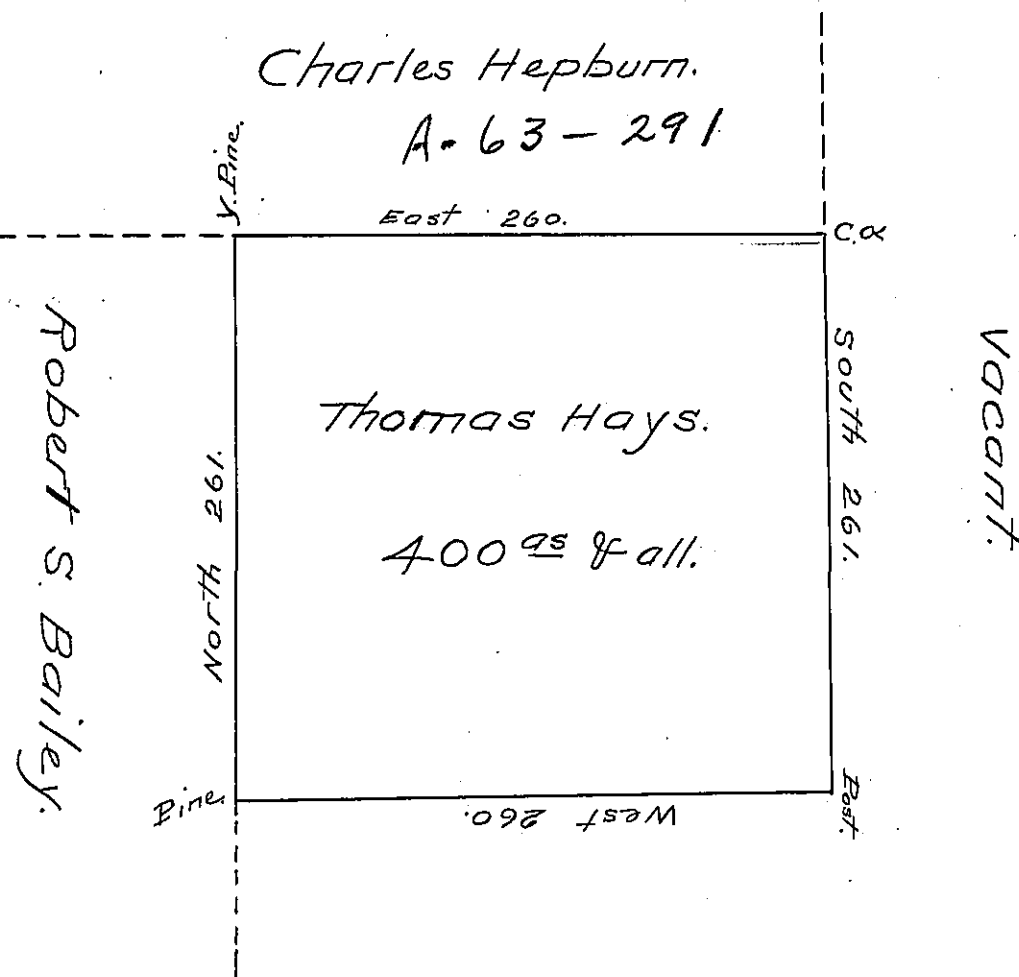 Charles Hepburn.
A. 63 - 291
Y. Pine.
East 260.
C.O
South 261.
Vacant.
Thomas Hays.
400 as & all.
North 261.
Robert S. Bailey.
Pine.
West 260.
Post.